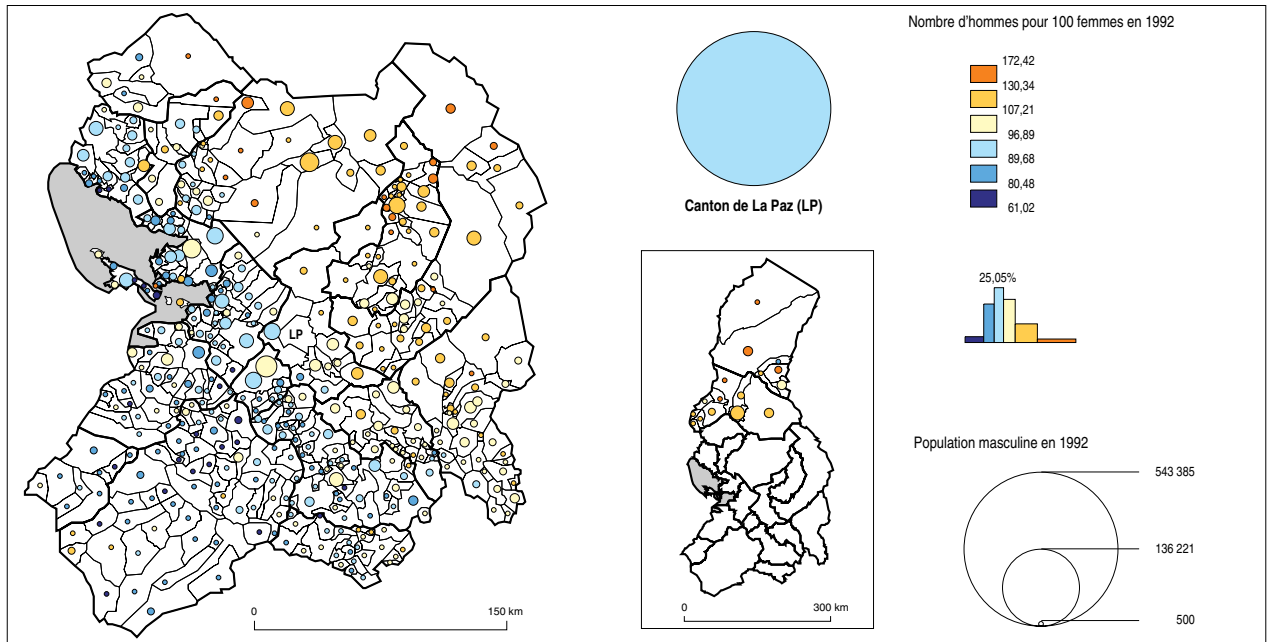 Nombre d'hommes pour 100 femmes en 1992
172,42
130,34
107,21
96,89
89,68
80,48
61,02
Canton de La Paz (LP)
25,05%
LP
Population masculine en 1992
543 385
136 221
500
0 150 km
0 300 km